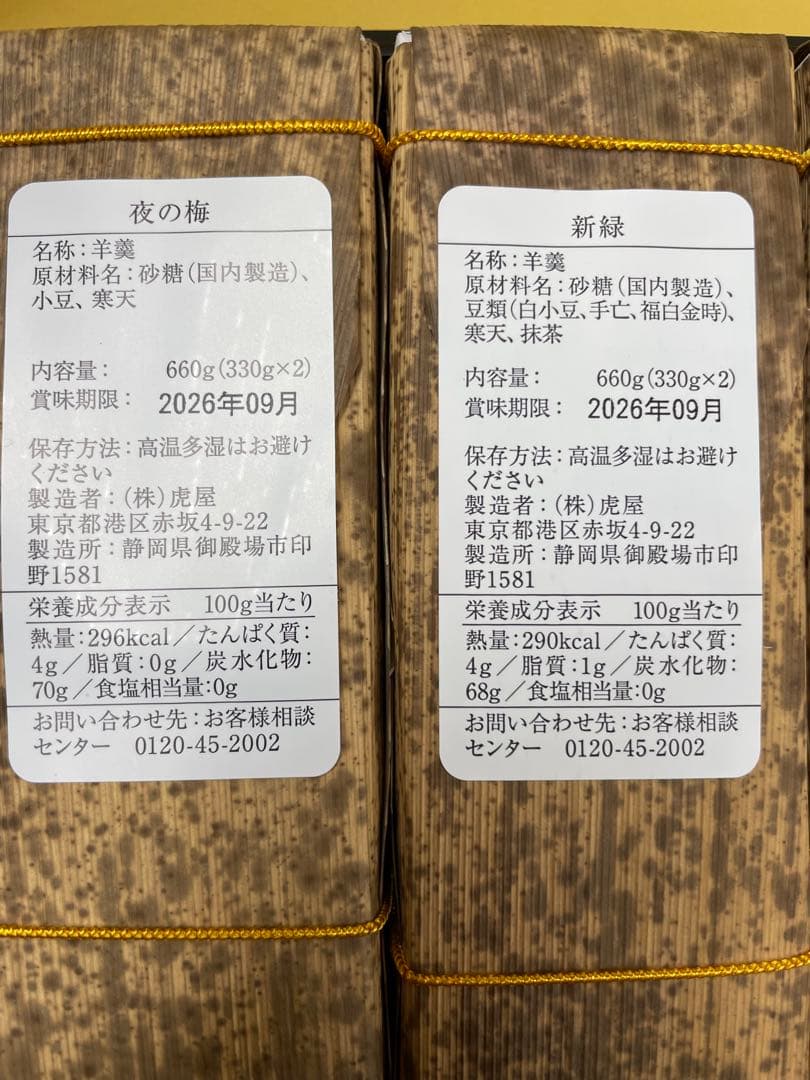 夜の梅
名称：羊羹
原材料名：砂糖（国内製造）、
小豆、寒天
内容量： 660g（330g×2）
賞味期限： 2026年09月
保存方法：高温多湿はお避け
ください
製造者：（株）虎屋
東京都港区赤坂4-9-22
製造所：静岡県御殿場市印
野1581
栄養成分表示 100g当たり
熱量：296kcal／たんぱく質：
4g／脂質：0g／炭水化物：
70g／食塩相当量：0g
お問い合わせ先：お客様相談
センター 0120-45-2002
新緑
名称：羊羹
原材料名：砂糖（国内製造）、
豆類（白小豆、手亡、福白金時）、
寒天、抹茶
内容量： 660g（330g×2）
賞味期限： 2026年09月
保存方法：高温多湿はお避け
ください
製造者：（株）虎屋
東京都港区赤坂4-9-22
製造所：静岡県御殿場市印
野1581
栄養成分表示 100g当たり
熱量：290kcal／たんぱく質：
4g／脂質：1g／炭水化物：
68g／食塩相当量：0g
お問い合わせ先：お客様相談
センター 0120-45-2002